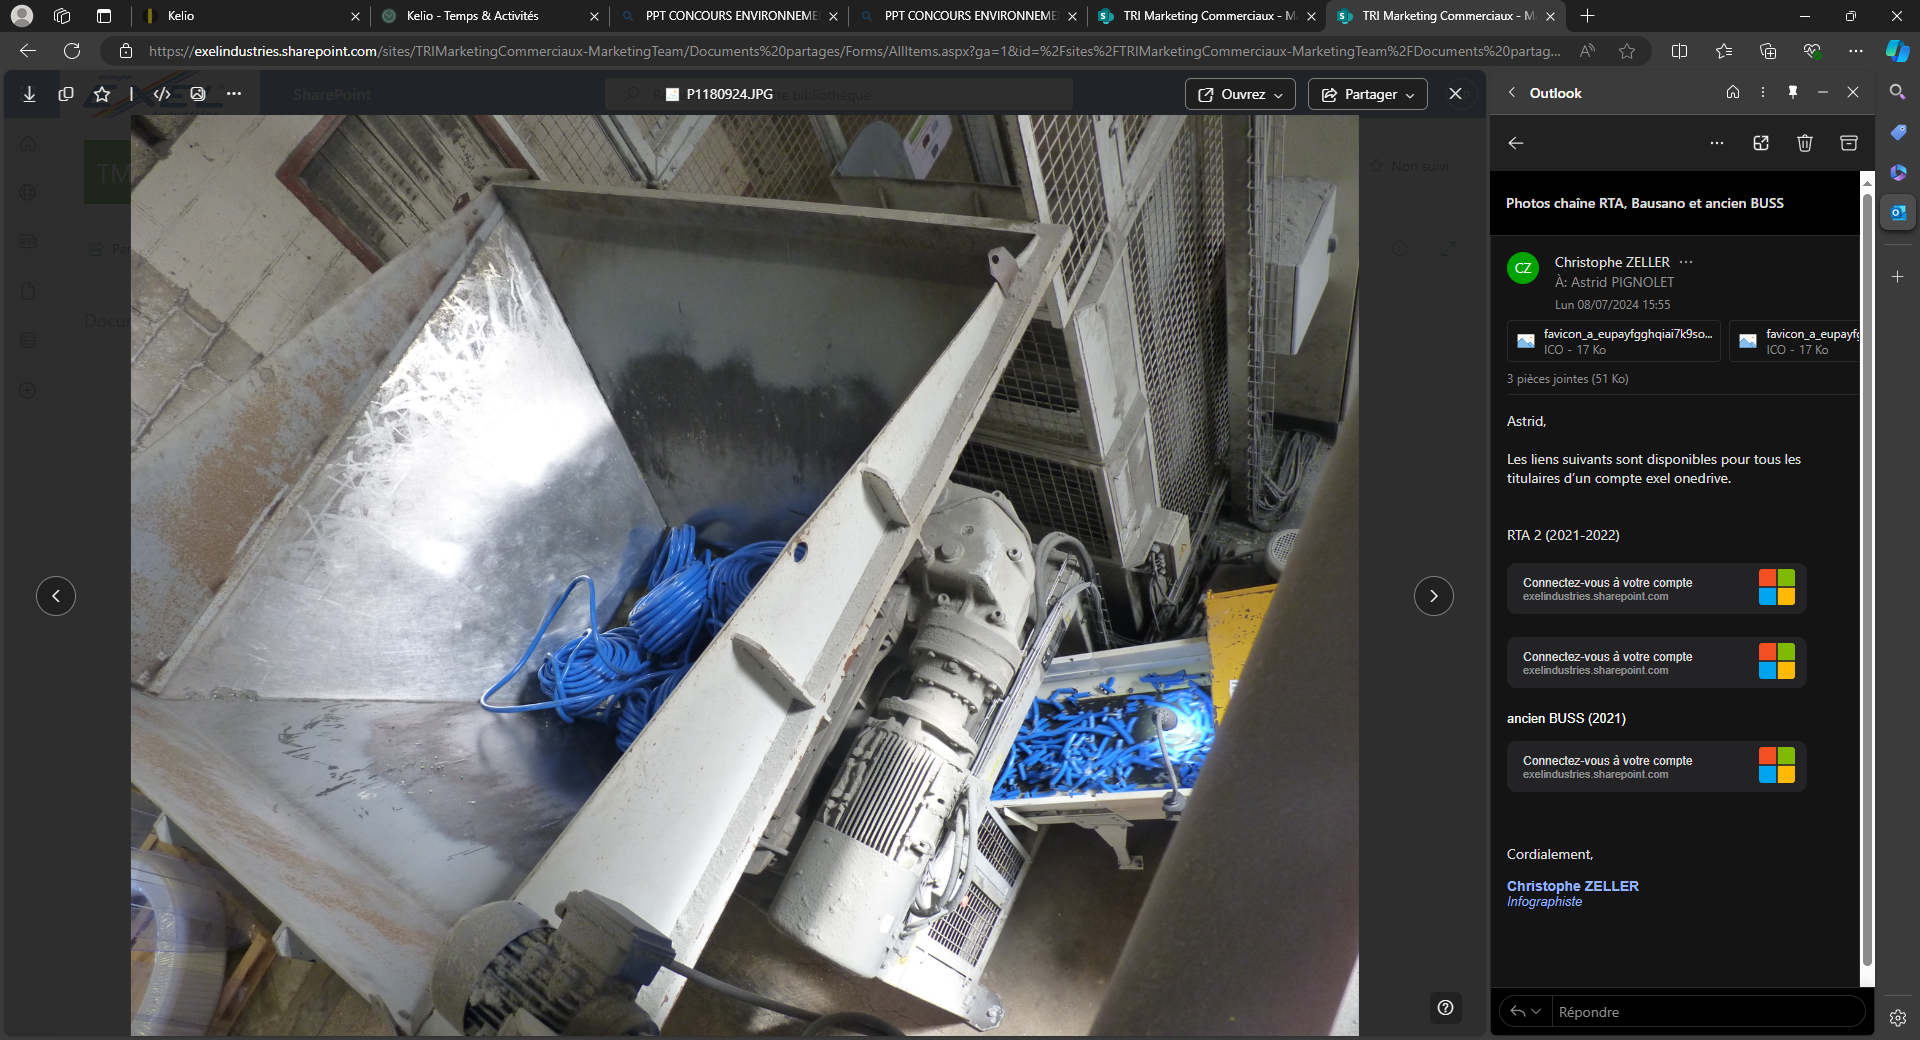 Kelio
Kelio - Temps & Activités
PPT CONCOURS ENVIRONNEME
PPT CONCOURS ENVIRONNEME
TRI Marketing Commerciaux - M
TRI Marketing Commerciaux - M
https://exelindustries.sharepoint.com/sites/TRIMarketingCommerciaux-MarketingTeam/Documents%20partages/Forms/AllItems.aspx?ga=1&id=%2Fsites%2FTRIMarketingCommerciaux-MarketingTeam%2FDocuments%20partag...
SharePoint
P1180924.JPG
bibliothèque
Ouvrez
Partager
TM
Non suivi
Outlook
Photos chaîne RTA, Bausano et ancien BUSS
CZ
Christophe ZELLER
À: Astrid PIGNOLET
Lun 08/07/2024 15:55
favicon_a_eupayfgghqiai7k9so...
ICO - 17 Ko
favicon_a_eupayfg
ICO - 17 Ko
3 pièces jointes (51 Ko)
Astrid,
Les liens suivants sont disponibles pour tous les
titulaires d'un compte exel onedrive.
RTA 2 (2021-2022)
Connectez-vous à votre compte
exelindustries.sharepoint.com
Connectez-vous à votre compte
exelindustries.sharepoint.com
ancien BUSS (2021)
Connectez-vous à votre compte
exelindustries.sharepoint.com
Cordialement,
Christophe ZELLER
Infographiste
Répondre